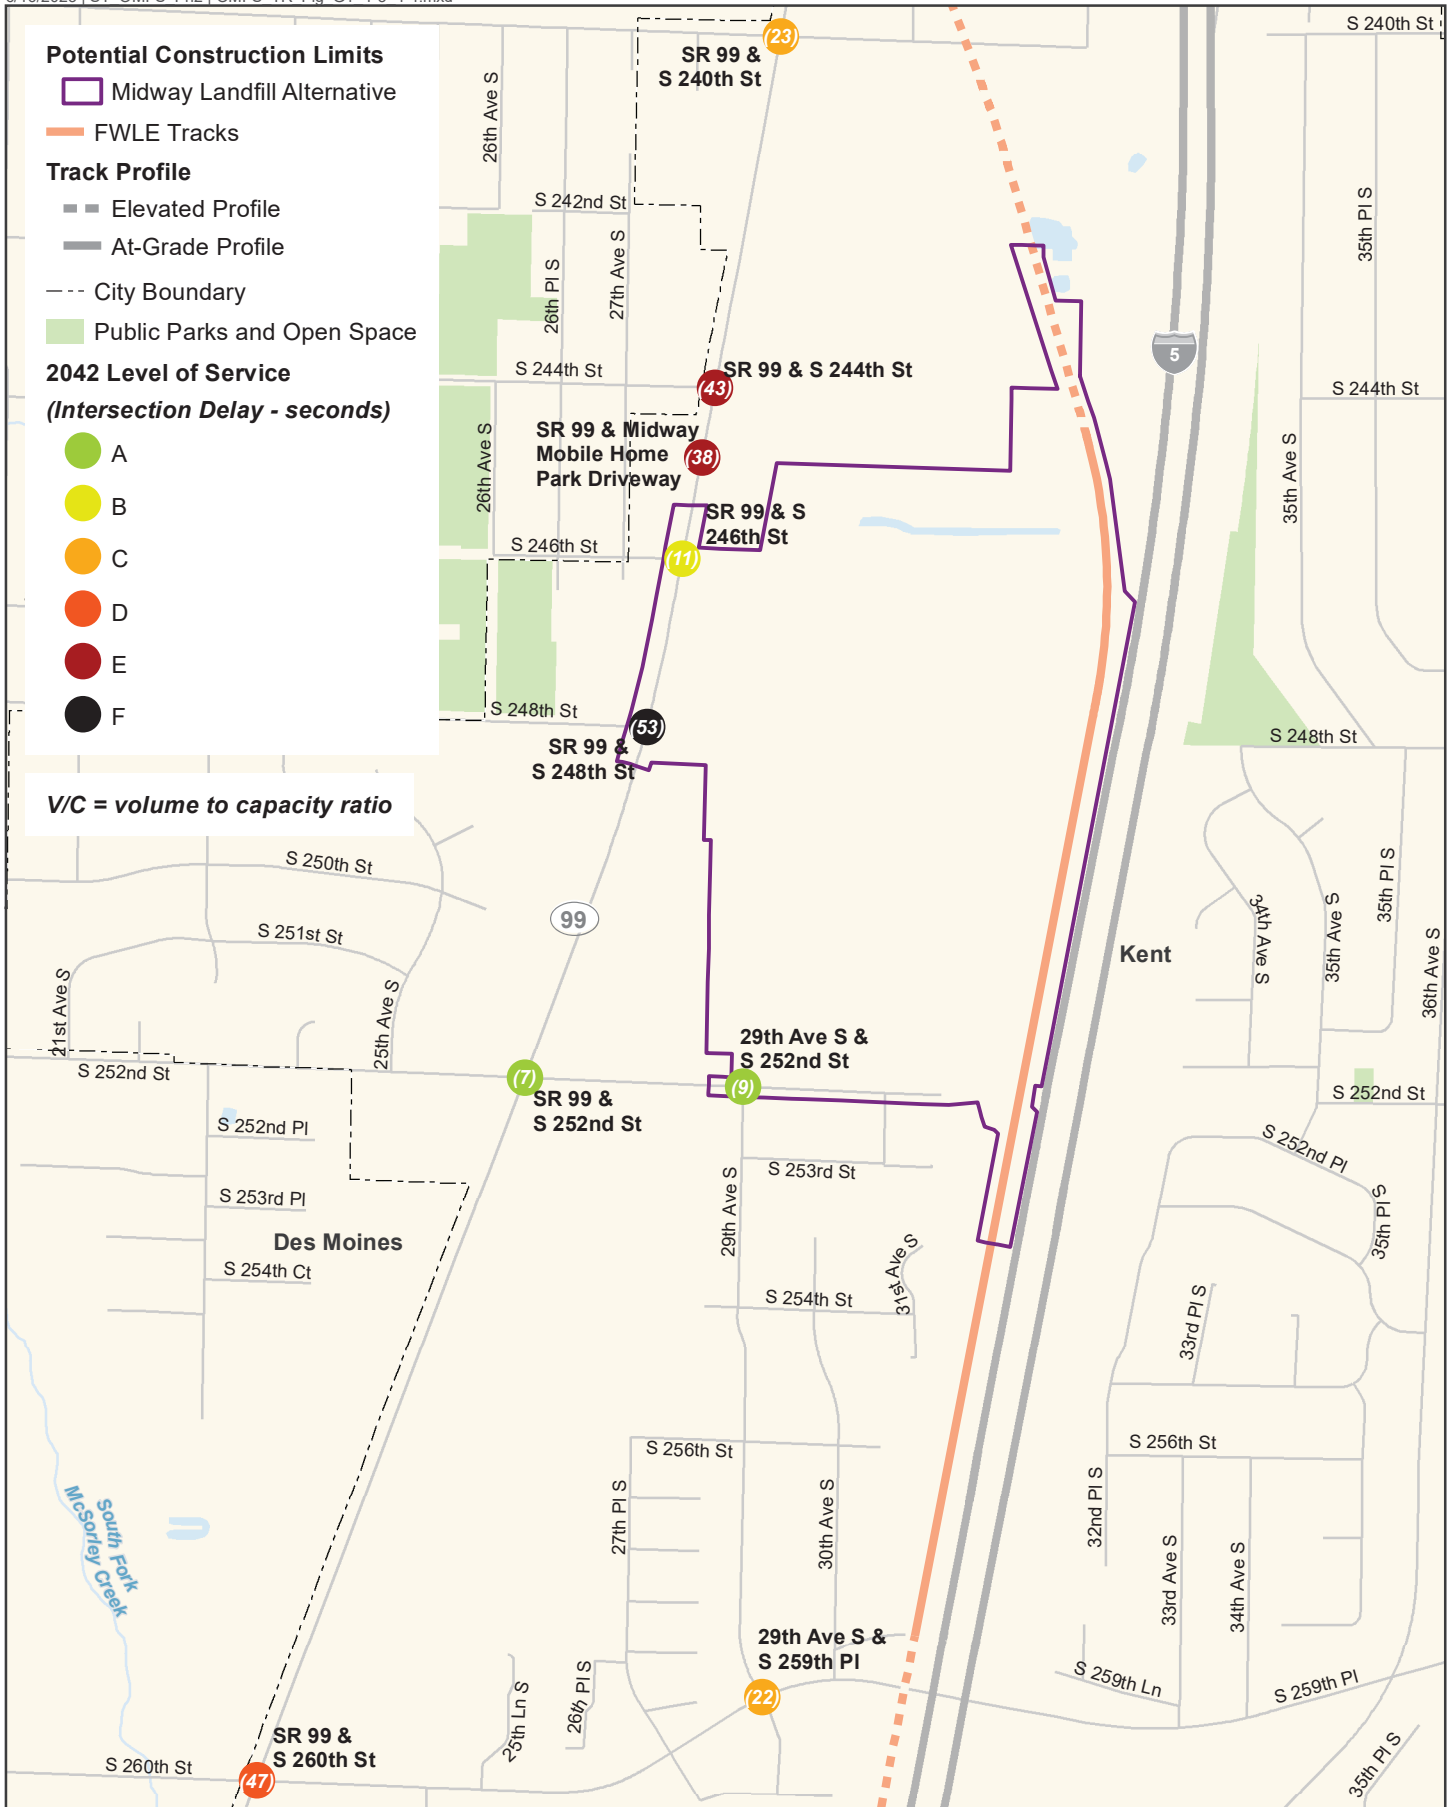 Potential Construction Limits
Midway Landfill Alternative
FWLE Tracks
Track Profile
Elevated Profile
At-Grade Profile
City Boundary
Public Parks and Open Space
2042 Level of Service
(Intersection Delay - seconds)
A
B
C
D
E
F
V/C = volume to capacity ratio
S 240th St
(23)
SR 99 &
S 240th St
26th Ave S
S 242nd St
26th Pl S
27th Ave S
35th Pl S
5
S 244th St
SR 99 & S 244th St
(43)
S 244th St
SR 99 & Midway
Mobile Home
Park Driveway
(38)
26th Ave S
35th Ave S
SR 99 & S
246th St
S 246th St
(11)
S 248th St
(53)
SR 99 &
S 248th St
S 248th St
S 250th St
99
S 251st St
21st Ave S
25th Ave S
34th Ave S
35th Ave S
35th Pl S
36th Ave S
Kent
29th Ave S &
S 252nd St
S 252nd St
(7)
(9)
SR 99 &
S 252nd St
S 252nd St
S 252nd Pl
S 252nd Pl
S 253rd St
29th Ave S
S 253rd Pl
35th Pl S
Des Moines
S 254th Ct
31st Ave S
S 254th St
33rd Pl S
S 256th St
S 256th St
27th Pl S
30th Ave S
32nd Pl S
33rd Ave S
34th Ave S
South Fork
McSorley Creek
29th Ave S &
S 259th Pl
(22)
S 259th Ln
S 259th Pl
25th Ln S
26th Pl S
SR 99 &
S 260th St
S 260th St
(47)
35th Pl S